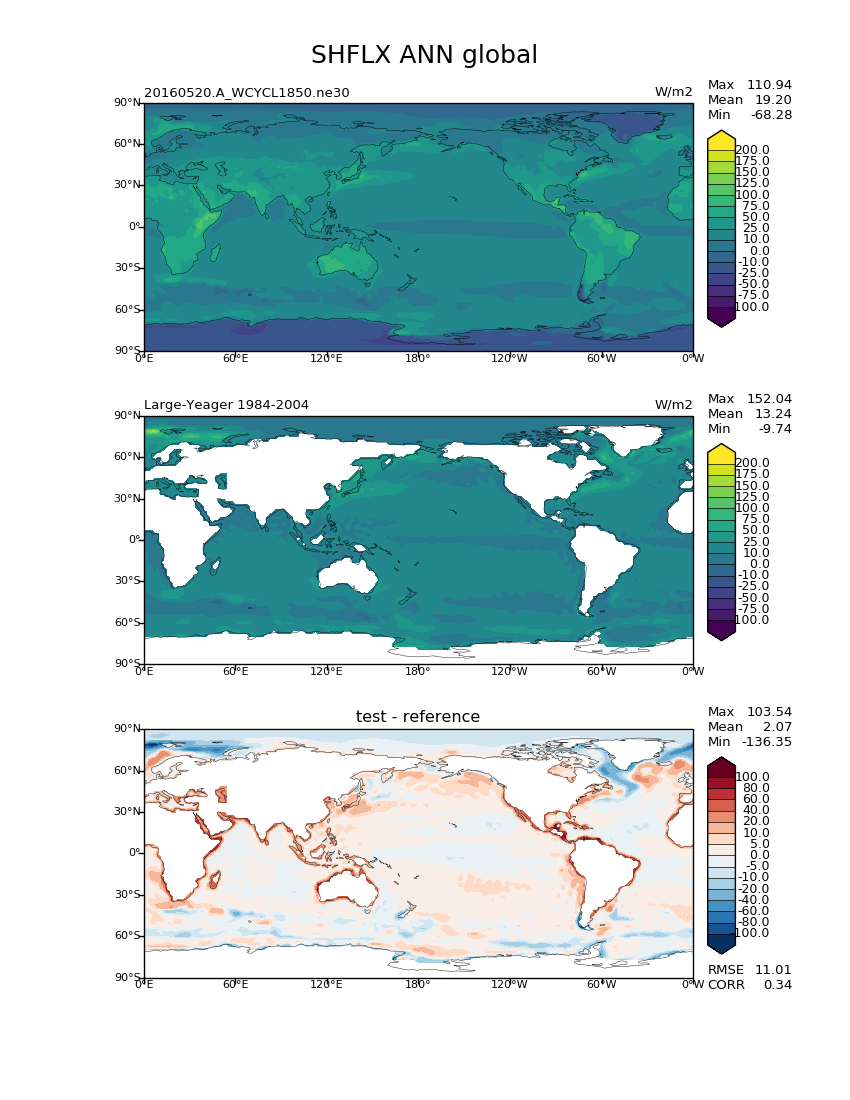 SHFLX ANN global
20160520.A_WCYCL1850.ne30 W/m2
Max 110.94
Mean 19.20
Min -68.28
90°N
60°N
30°N
0°
30°S
60°S
90°S
0°E 60°E 120°E 180° 120°W 60°W 0°W
200.0
175.0
150.0
125.0
100.0
75.0
50.0
25.0
10.0
0.0
-10.0
-25.0
-50.0
-75.0
-100.0
Large-Yeager 1984-2004 W/m2
Max 152.04
Mean 13.24
Min -9.74
90°N
60°N
30°N
0°
30°S
60°S
90°S
0°E 60°E 120°E 180° 120°W 60°W 0°W
200.0
175.0
150.0
125.0
100.0
75.0
50.0
25.0
10.0
0.0
-10.0
-25.0
-50.0
-75.0
-100.0
test - reference
Max 103.54
Mean 2.07
Min -136.35
90°N
60°N
30°N
0°
30°S
60°S
90°S
0°E 60°E 120°E 180° 120°W 60°W 0°W
100.0
80.0
60.0
40.0
20.0
10.0
5.0
0.0
-5.0
-10.0
-20.0
-40.0
-60.0
-80.0
-100.0
RMSE 11.01
CORR 0.34